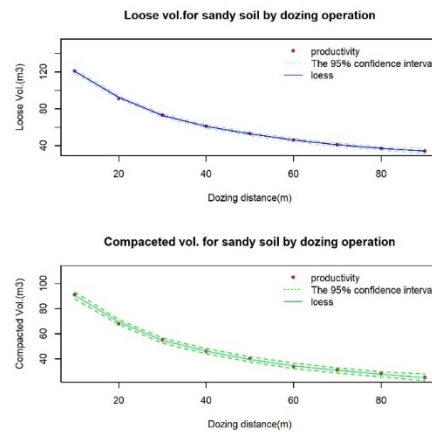 Loose vol.for sandy soil by dozing operation
Loose Vol.(m3)
120
80
40
productivity
The 95% confidence interva
loess
20
40
60
80
Dozing distance(m)
Compaceted vol. for sandy soil by dozing operation
Compacted Vol.(m3)
100
80
60
40
productivity
The 95% confidence interva
loess
20
40
60
80
Dozing distance(m)